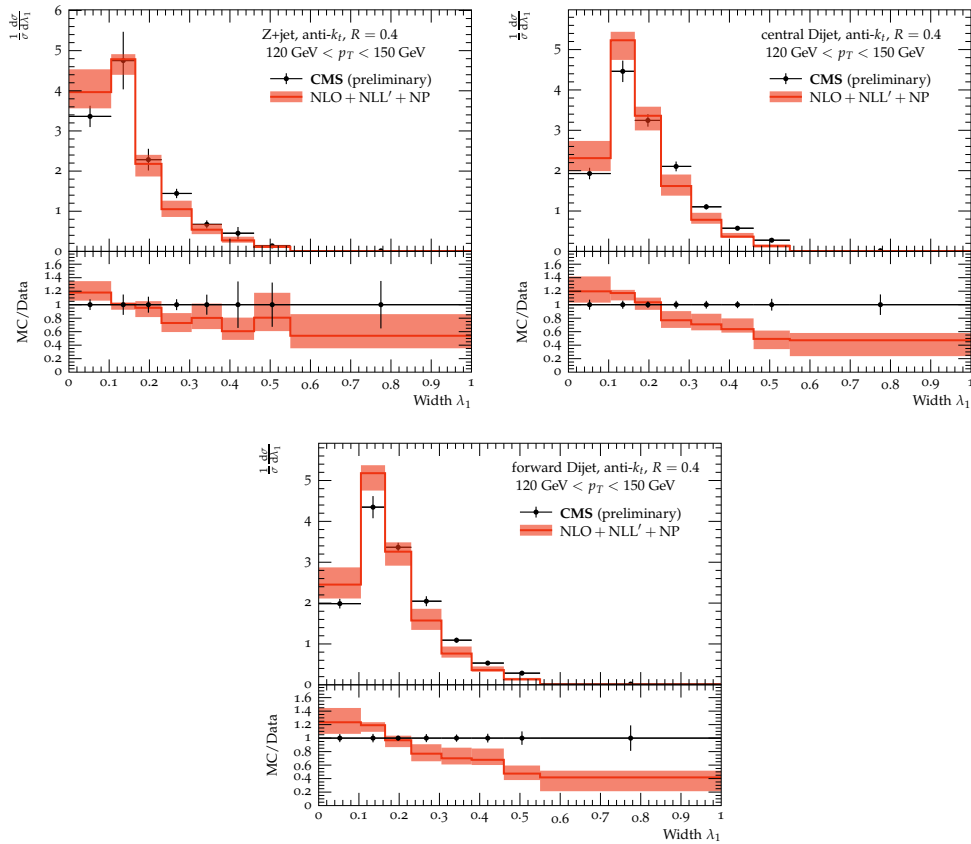 Z+jet, anti-kt, R = 0.4
120 GeV < pT < 150 GeV
CMS (preliminary)
NLO + NLL′ + NP
1/σ dσ/dλ1
6
5
4
3
2
1
0
MC/Data
1.6
1.4
1.2
1
0.8
0.6
0.4
0.2
0
0 0.1 0.2 0.3 0.4 0.5 0.6 0.7 0.8 0.9 1
Width λ1
central Dijet, anti-kt, R = 0.4
120 GeV < pT < 150 GeV
CMS (preliminary)
NLO + NLL′ + NP
1/σ dσ/dλ1
5
4
3
2
1
0
MC/Data
1.6
1.4
1.2
1
0.8
0.6
0.4
0.2
0
0 0.1 0.2 0.3 0.4 0.5 0.6 0.7 0.8 0.9 1
Width λ1
forward Dijet, anti-kt, R = 0.4
120 GeV < pT < 150 GeV
CMS (preliminary)
NLO + NLL′ + NP
1/σ dσ/dλ1
5
4
3
2
1
0
MC/Data
1.6
1.4
1.2
1
0.8
0.6
0.4
0.2
0
0 0.1 0.2 0.3 0.4 0.5 0.6 0.7 0.8 0.9 1
Width λ1